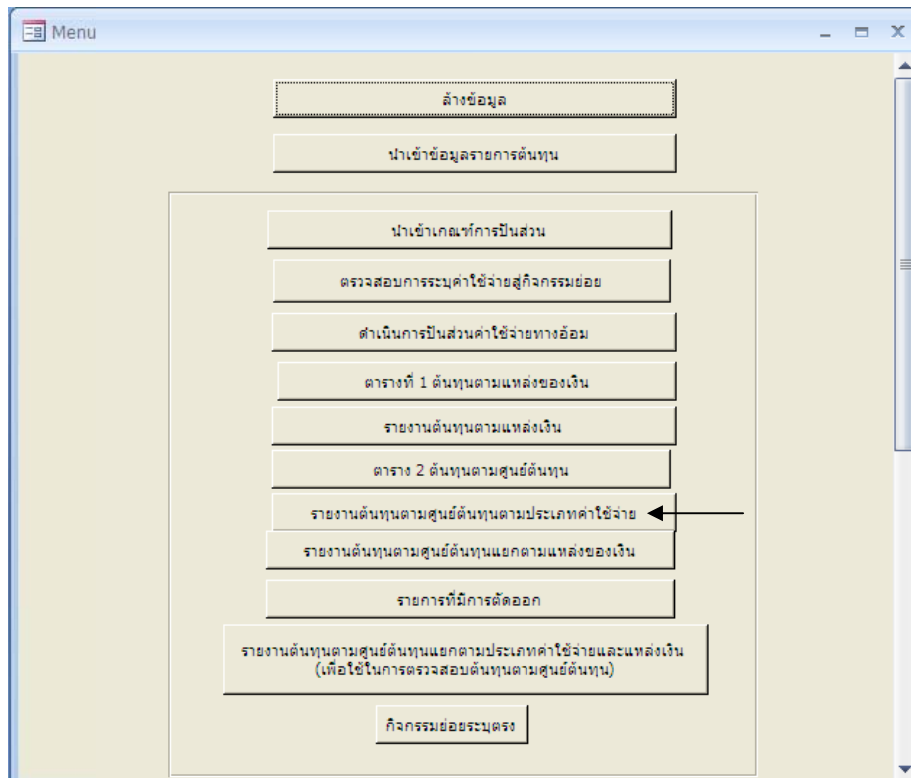 Menu
ล้างข้อมูล
นำเข้าข้อมูลรายการต้นทุน
นำเข้าเกณฑ์การปันส่วน
ตรวจสอบการระบุค่าใช้จ่ายสู่กิจกรรมย่อย
ดำเนินการปันส่วนค่าใช้จ่ายทางอ้อม
ตารางที่ 1 ต้นทุนตามแหล่งของเงิน
รายงานต้นทุนตามแหล่งเงิน
ตาราง 2 ต้นทุนตามศูนย์ต้นทุน
รายงานต้นทุนตามศูนย์ต้นทุนตามประเภทค่าใช้จ่าย
รายงานต้นทุนตามศูนย์ต้นทุนแยกตามแหล่งของเงิน
รายการที่มีการตัดออก
รายงานต้นทุนตามศูนย์ต้นทุนแยกตามประเภทค่าใช้จ่ายและแหล่งเงิน
(เพื่อใช้ในการตรวจสอบต้นทุนตามศูนย์ต้นทุน)
กิจกรรมย่อยระบุตรง